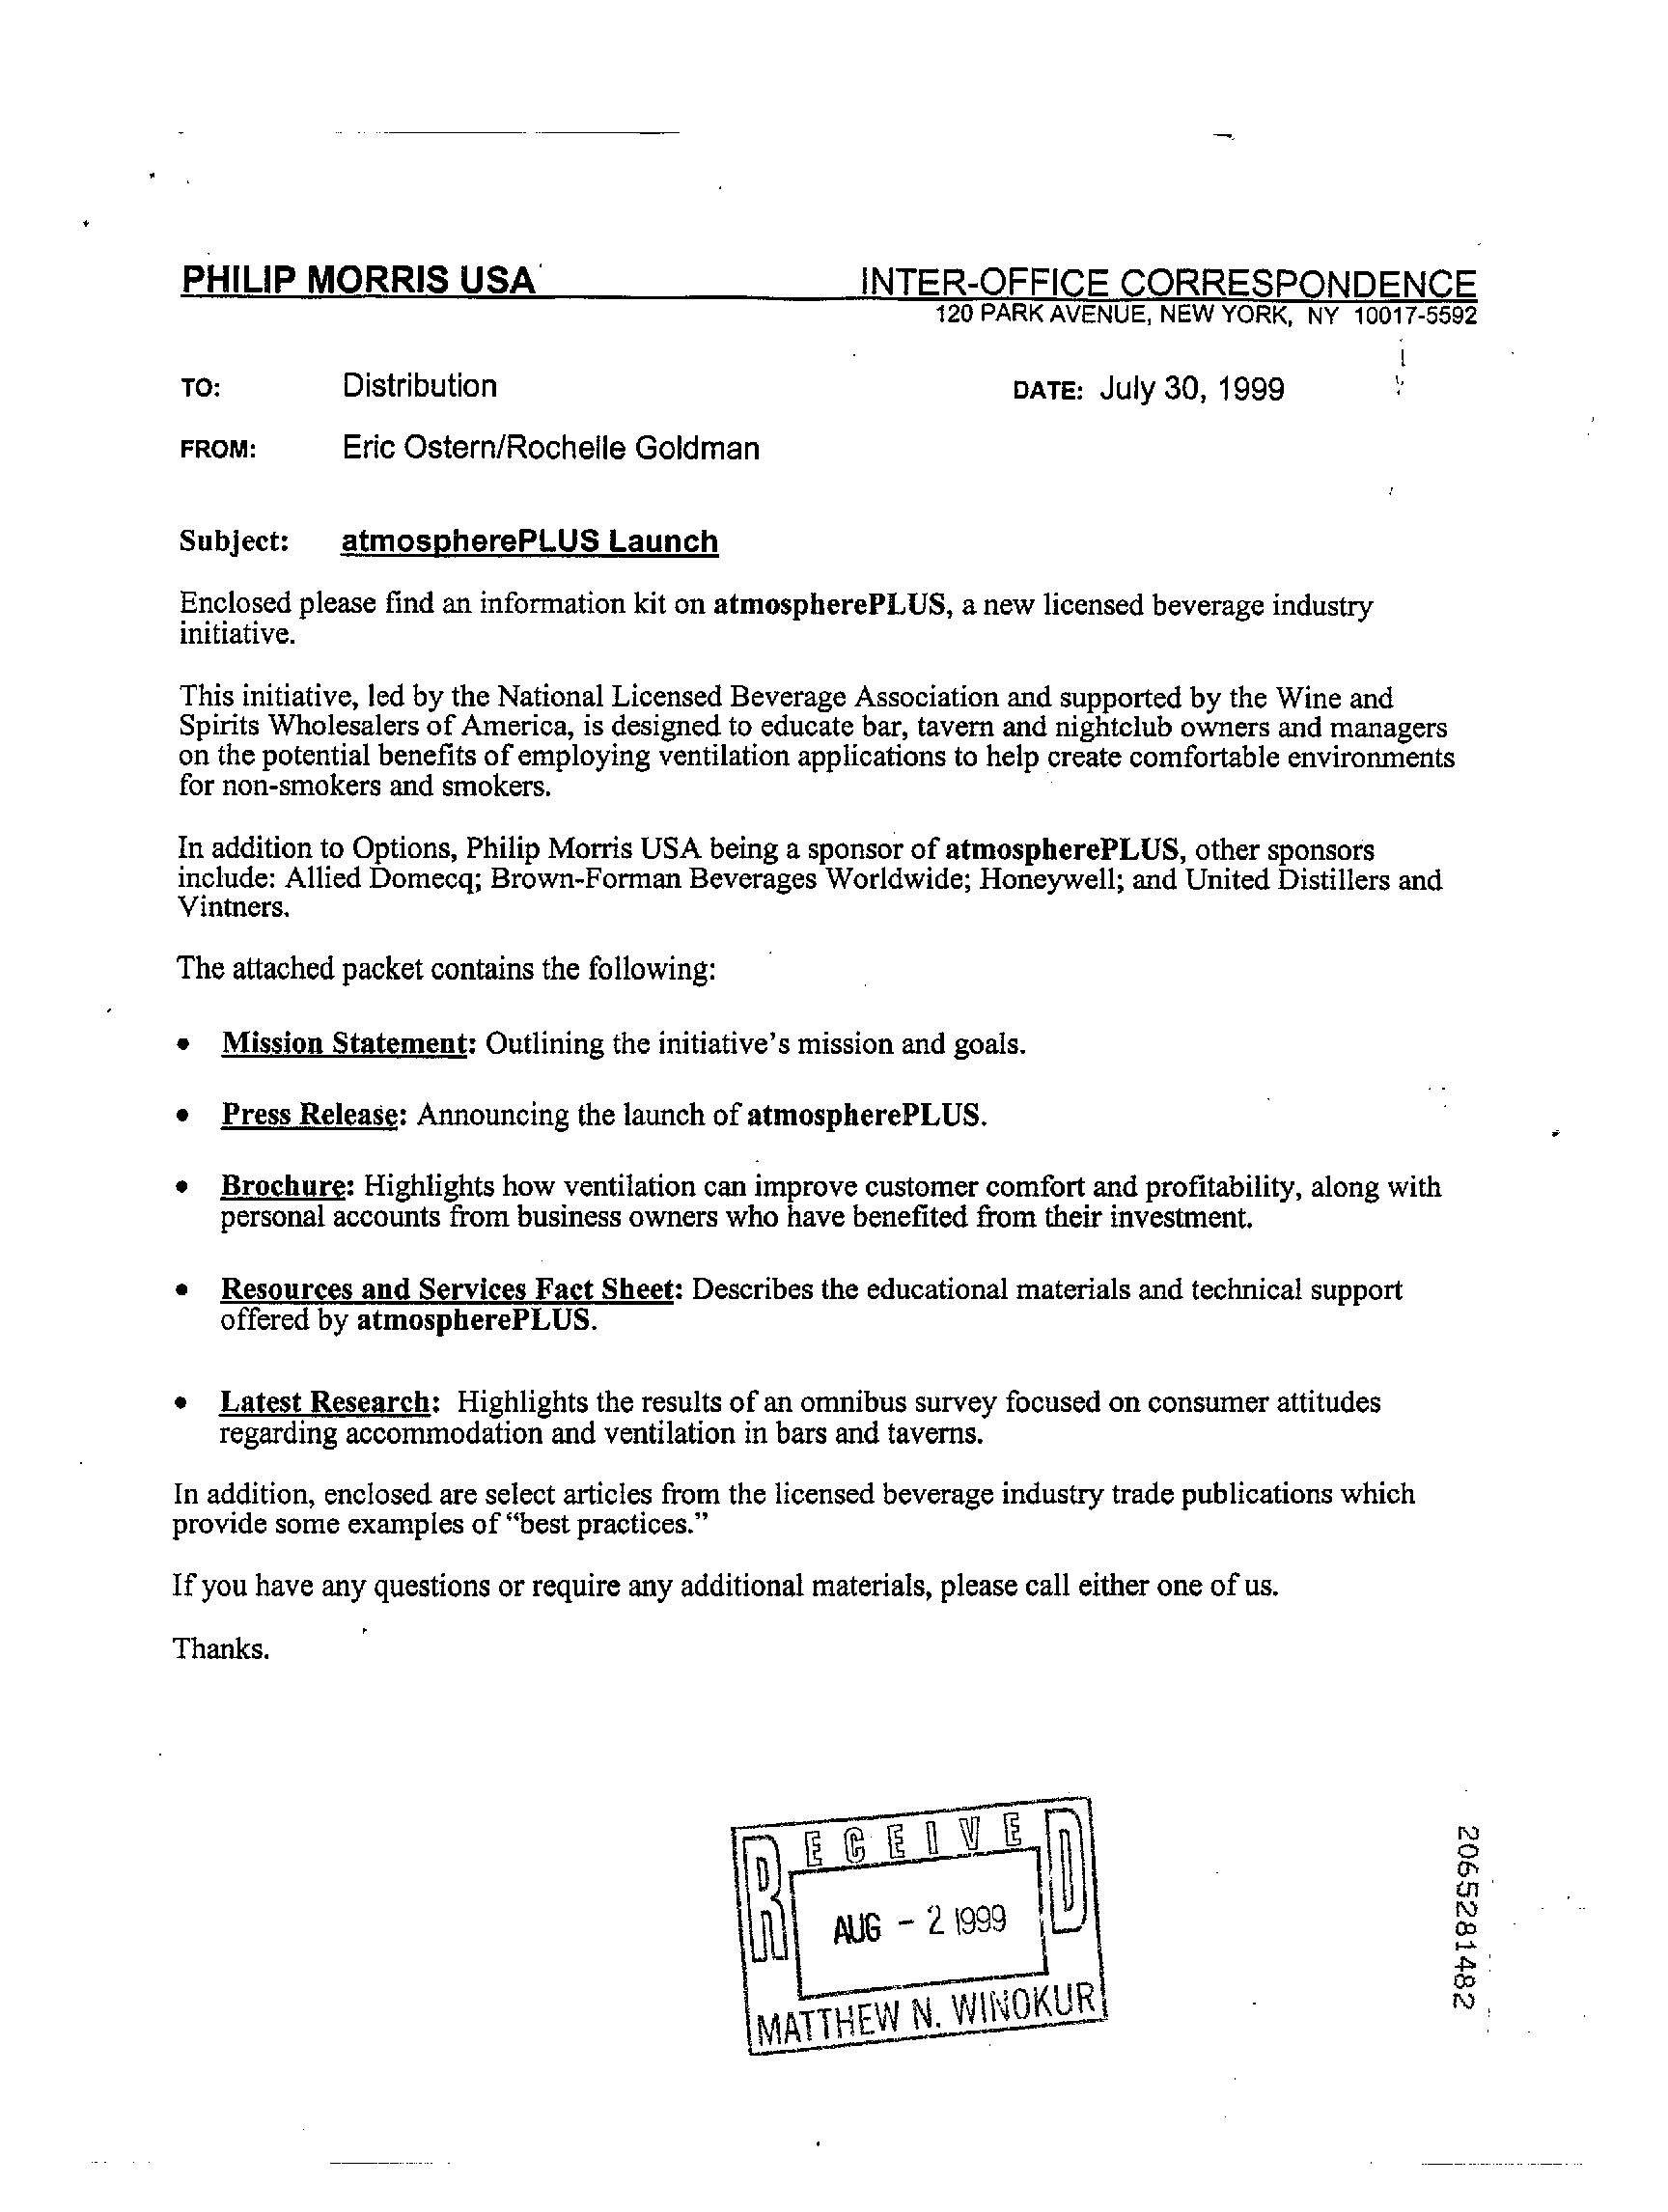 PHILIP MORRIS USA
INTER-OFFICE CORRESPONDENCE
120 PARK AVENUE, NEW YORK, NY 10017-5592
TO: Distribution
DATE: July 30, 1999
FROM: Eric Ostern/Rochelle Goldman
Subject: atmospherePLUS Launch
Enclosed please find an information kit on atmospherePLUS, a new licensed beverage industry
initiative.
This initiative, led by the National Licensed Beverage Association and supported by the Wine and
Spirits Wholesalers of America, is designed to educate bar, tavern and nightclub owners and managers
on the potential benefits of employing ventilation applications to help create comfortable environments
for non-smokers and smokers.
In addition to Options, Philip Morris USA being a sponsor of atmospherePLUS, other sponsors
include: Allied Domecq; Brown-Forman Beverages Worldwide; Honeywell; and United Distillers and
Vintners.
The attached packet contains the following:
• Mission Statement: Outlining the initiative's mission and goals.
• Press Release: Announcing the launch of atmospherePLUS.
• Brochure: Highlights how ventilation can improve customer comfort and profitability, along with
personal accounts from business owners who have benefited from their investment.
• Resources and Services Fact Sheet: Describes the educational materials and technical support
offered by atmospherePLUS.
• Latest Research: Highlights the results of an omnibus survey focused on consumer attitudes
regarding accommodation and ventilation in bars and taverns.
In addition, enclosed are select articles from the licensed beverage industry trade publications which
provide some examples of “best practices.”
If you have any questions or require any additional materials, please call either one of us.
Thanks.
RECEIVED
AUG - 2 1999
MATTHEW N. WINOKUR
2065281482